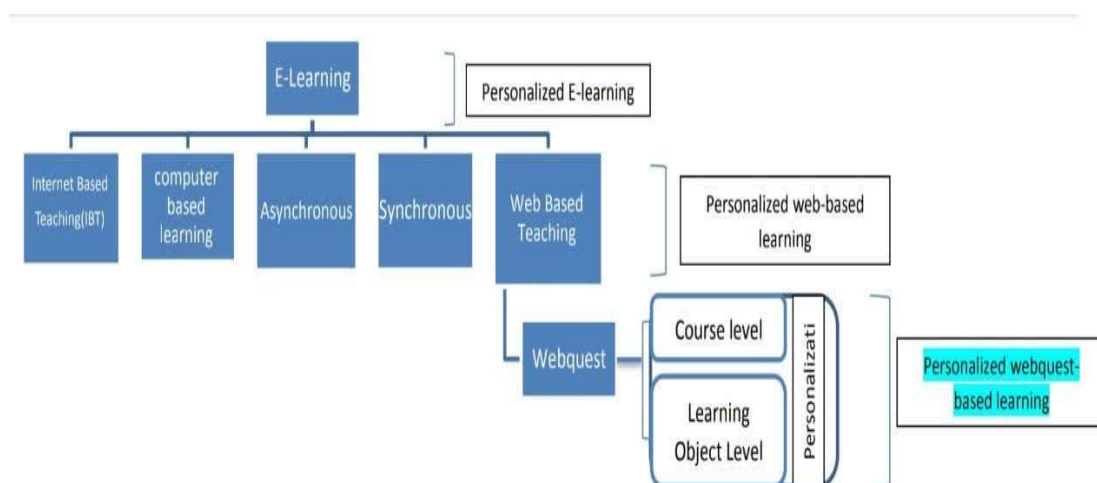 E-Learning
Personalized E-learning
Internet Based
Teaching(IBT)
computer
based
learning
Asynchronous
Synchronous
Web Based
Teaching
Personalized web-based
learning
Webquest
Course level
Learning
Object Level
Personalizati
Personalized webquest-
based learning